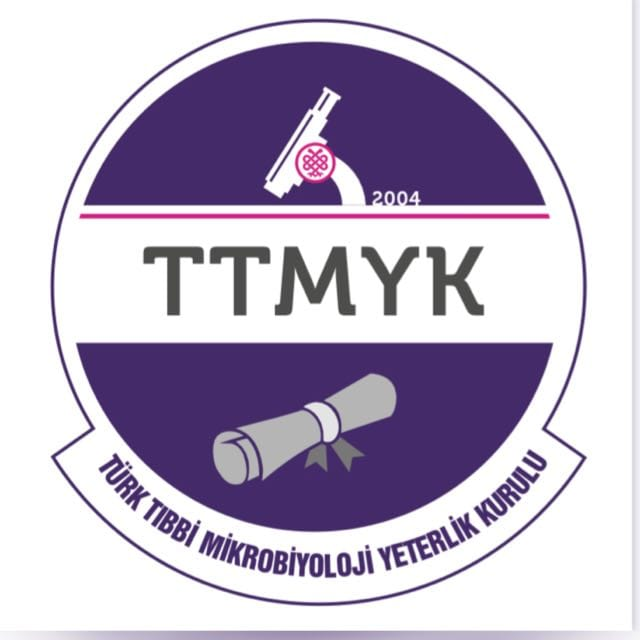 2004
TTMYK
TÜRK TIBBİ MİKROBİYOLOJİ YETERLİK KURULU